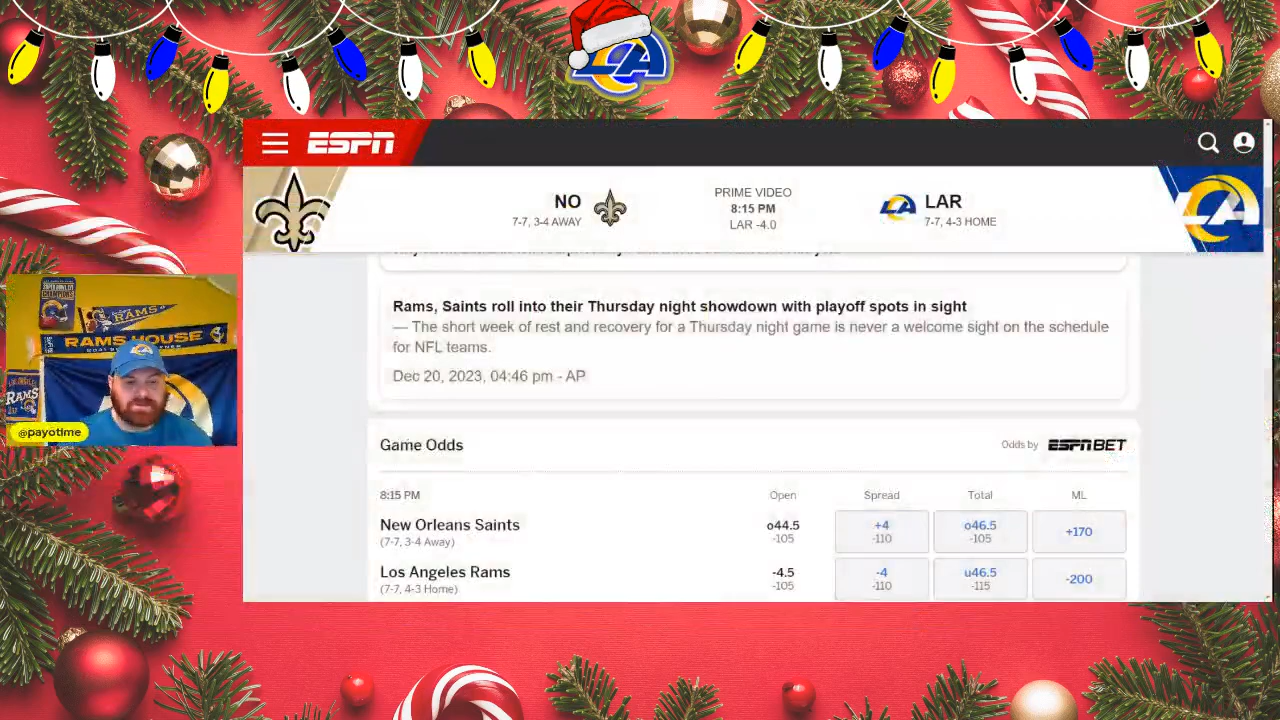 ESPN
NO
7-7, 3-4 AWAY
PRIME VIDEO
8:15 PM
LAR -4.0
LA
LAR
7-7, 4-3 HOME
Rams, Saints roll into their Thursday night showdown with playoff spots in sight
— The short week of rest and recovery for a Thursday night game is never a welcome sight on the schedule
for NFL teams.
Dec 20, 2023, 04:46 pm - AP
Game Odds
Odds by ESPN BET
8:15 PM Open Spread Total ML
New Orleans Saints o44.5 +4 o46.5 +170
(7-7, 3-4 Away) -105 -110 -105
Los Angeles Rams -4.5 -4 u46.5 -200
(7-7, 4-3 Home) -105 -110 -115
CHAMPIONS
RAMS
RAMS HOUSE
RAMS
@payotime